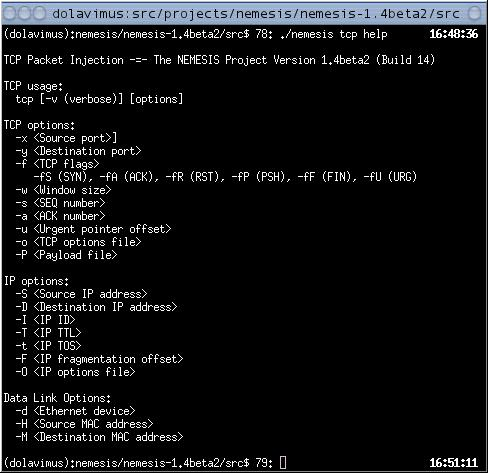 dolavimus:src/projects/nemesis/nemesis-1.4beta2/src
(dolavimus):nemesis/nemesis-1.4beta2/src$ 78: ./nemesis tcp help 16:48:36
TCP Packet Injection -=- The NEMESIS Project Version 1.4beta2 (Build 14)
TCP usage:
tcp [-v (verbose)] [options]
TCP options:
-x <Source port>]
-y <Destination port>
-f <TCP flags>
-fS (SYN), -fA (ACK), -fR (RST), -fP (PSH), -fF (FIN), -fU (URG)
-w <Window size>
-s <SEQ number>
-a <ACK number>
-u <Urgent pointer offset>
-o <TCP options file>
-P <Payload file>
IP options:
-S <Source IP address>
-D <Destination IP address>
-I <IP ID>
-T <IP TTL>
-t <IP TOS>
-F <IP fragmentation offset>
-O <IP options file>
Data Link Options:
-d <Ethernet device>
-H <Source MAC address>
-M <Destination MAC address>
(dolavimus):nemesis/nemesis-1.4beta2/src$ 79: 16:51:11